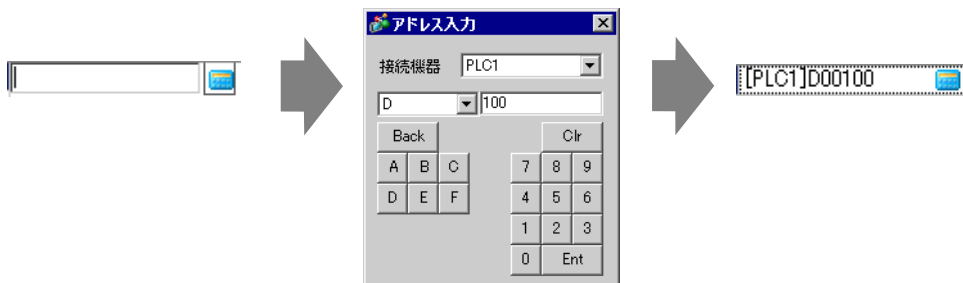 アドレス入力
接続機器 PLC1
D 100
Back Clr
A B C 7 8 9
D E F 4 5 6
1 2 3
0 Ent
[PLC1]D00100